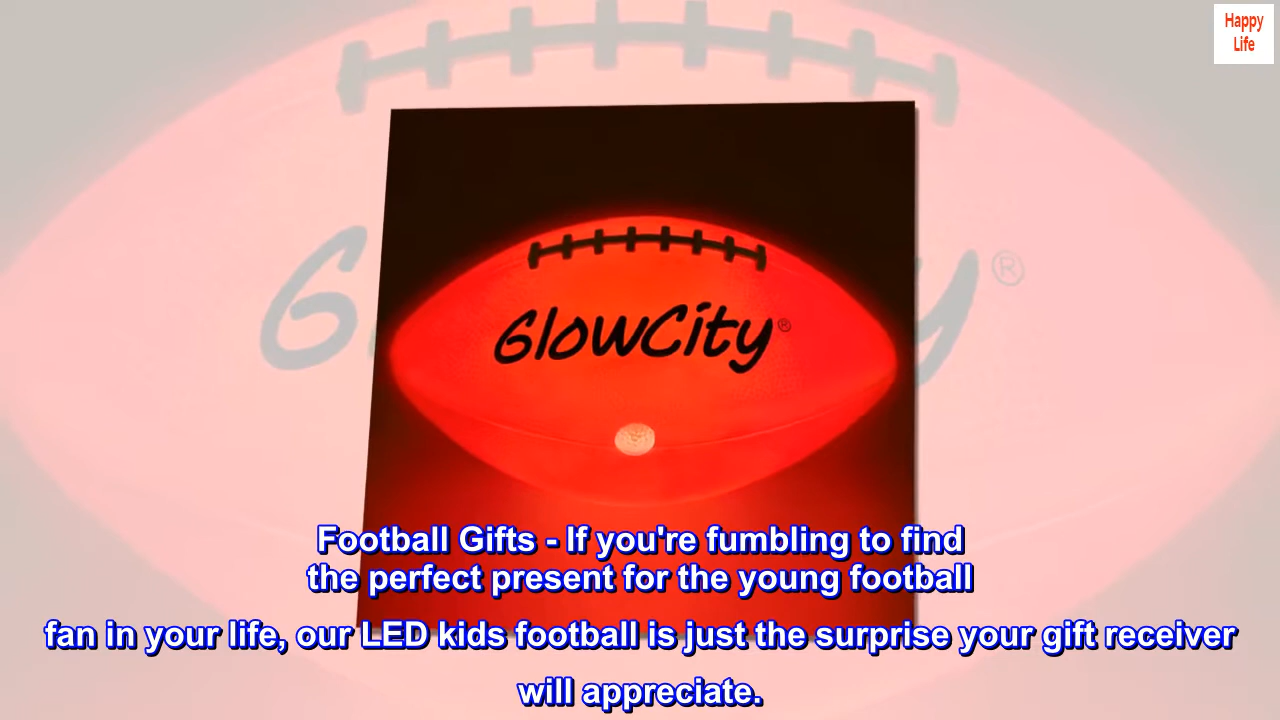 Happy
Life
GlowCity®
G y®
Football Gifts - If you're fumbling to find
the perfect present for the young football
fan in your life, our LED kids football is just the surprise your gift receiver
will appreciate.